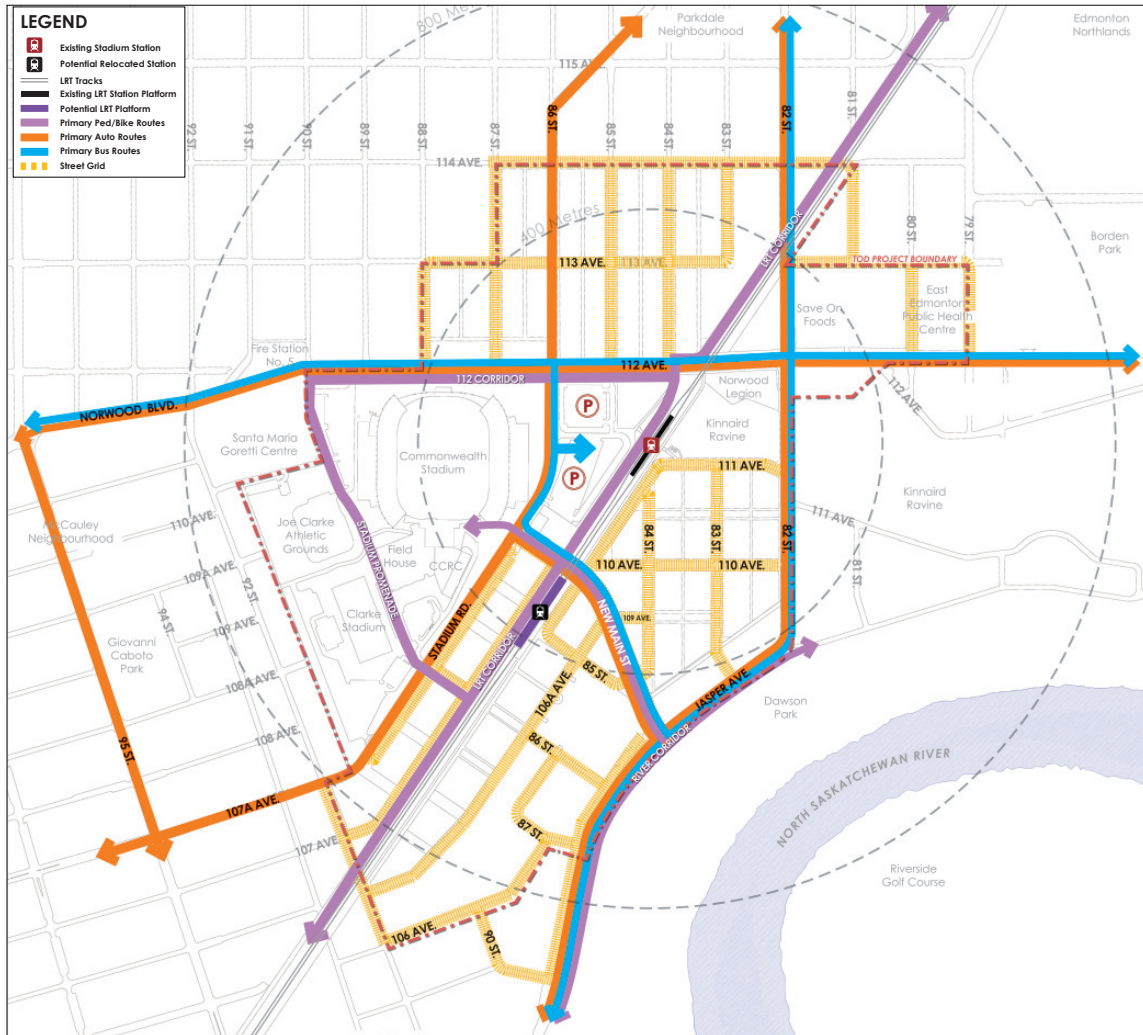 LEGEND
Existing Stadium Station
Potential Relocated Station
LRT Tracks
Existing LRT Station Platform
Potential LRT Platform
Primary Ped/Bike Routes
Primary Auto Routes
Primary Bus Routes
Street Grid
800 Metres
Parkdale
Neighbourhood
Edmonton
Northlands
115 AV
92 ST.
91 ST.
90 ST.
89 ST.
88 ST.
87 ST.
86 ST.
85 ST.
84 ST.
83 ST.
82 ST.
81 ST.
114 AVE.
400 Metres
LRT CORRIDOR
80 ST.
79 ST.
Borden
Park
113 AVE.
113 AVE.
TOD PROJECT BOUNDARY
East
Edmonton
Public Health
Centre
Save On
Foods
Fire Station
No. 5
112 AVE.
112 CORRIDOR
112 AVE.
Norwood
Legion
NORWOOD BLVD.
P
Kinnaird
Ravine
Santa Maria
Goretti Centre
Commonwealth
Stadium
P
111 AVE.
Kinnaird
Ravine
McCauley
Neighbourhood
110 AVE.
Joe Clarke
Athletic
Grounds
STADIUM PROMENADE
Field
House
CCRC
84 ST.
83 ST.
82 ST.
111 AVE.
81 ST.
109A AVE.
92 ST.
94 ST.
110 AVE.
110 AVE.
Clarke
Stadium
STADIUM RD.
NEW MAIN ST.
109 AVE.
109 AVE.
Giovanni
Caboto
Park
LRT CORRIDOR
85 ST.
108A AVE.
106A AVE.
JASPER AVE.
Dawson
Park
108 AVE.
95 ST.
86 ST.
RIVER CORRIDOR
NORTH SASKATCHEWAN RIVER
107A AVE.
107 AVE.
87 ST.
Riverside
Golf Course
106 AVE.
90 ST.